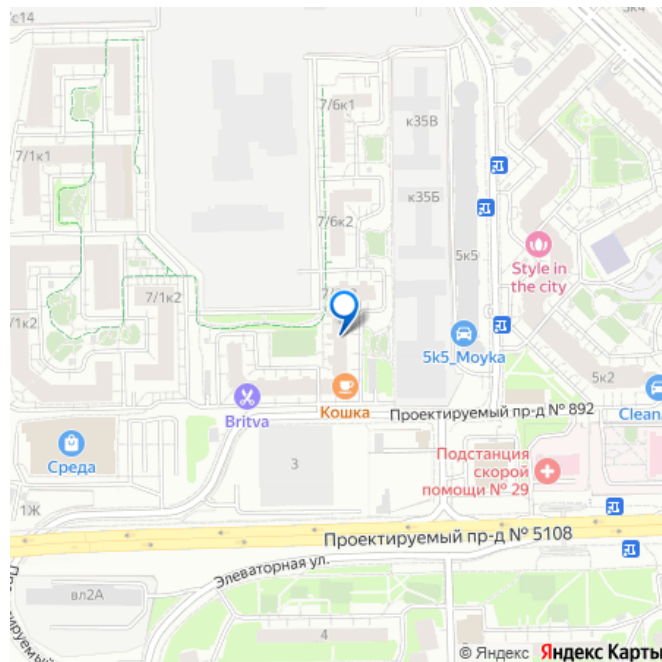 с14
5к4
7/6к1
к35В
7/1к1
к35Б
7/6к2
5к5
Style in
the city
7/1к2
1к2
5k5_Moyka
5к2
Кошка
Britva
Проектируемый пр-д № 892
Clean
Среда
3
Подстанция
скорой
помощи № 29
1Ж
Проектируемый пр-д № 5108
Элеваторная ул.
вл2А
4
© Яндекс Яндекс Карты